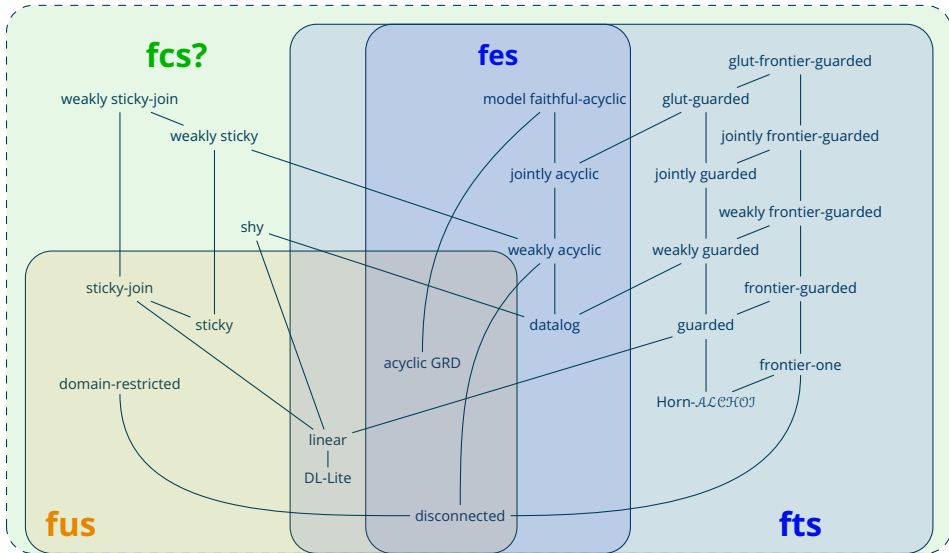 fcs?
fes
glut-frontier-guarded
weakly sticky-join
model faithful-acyclic
glut-guarded
weakly sticky
jointly frontier-guarded
jointly acyclic
jointly guarded
weakly frontier-guarded
shy
weakly acyclic
weakly guarded
sticky-join
frontier-guarded
sticky
datalog
guarded
acyclic GRD
frontier-one
domain-restricted
Horn-𝒜ℒ𝒞ℋ𝒪ℐ
linear
DL-Lite
disconnected
fus
fts